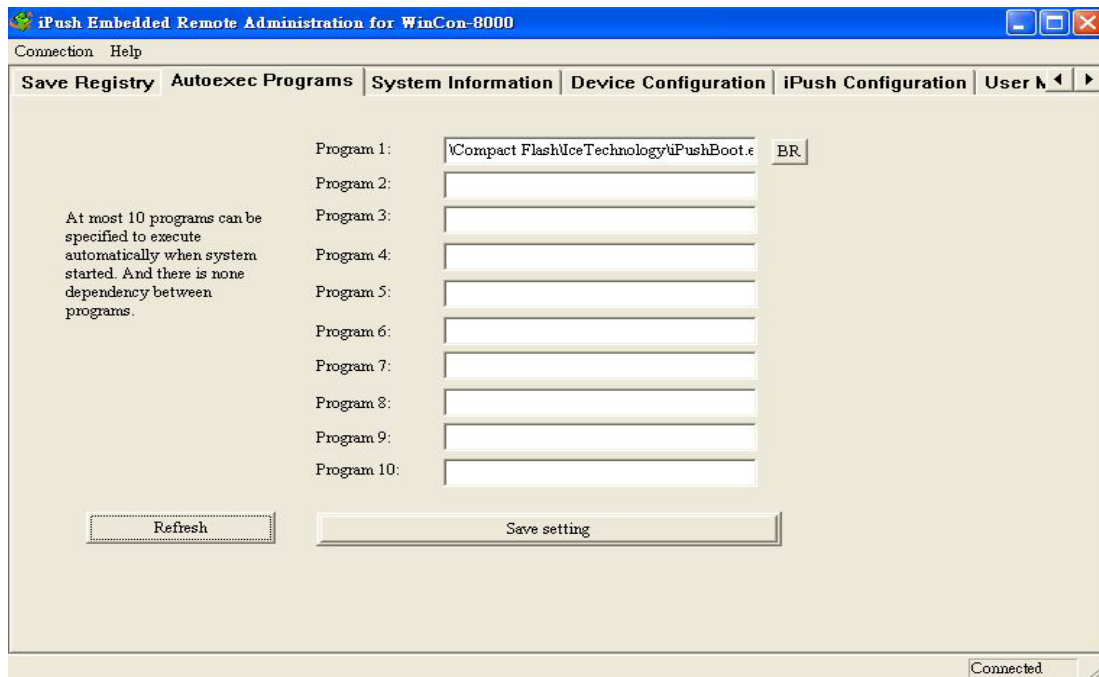 iPush Embedded Remote Administration for WinCon-8000
Connection Help
Save Registry Autoexec Programs System Information Device Configuration iPush Configuration User
Program 1: \Compact Flash\IceTechnology\iPushBoot.e BR
Program 2:
Program 3:
At most 10 programs can be
specified to execute
automatically when system
started. And there is none
dependency between
programs.
Program 4:
Program 5:
Program 6:
Program 7:
Program 8:
Program 9:
Program 10:
Refresh Save setting
Connected